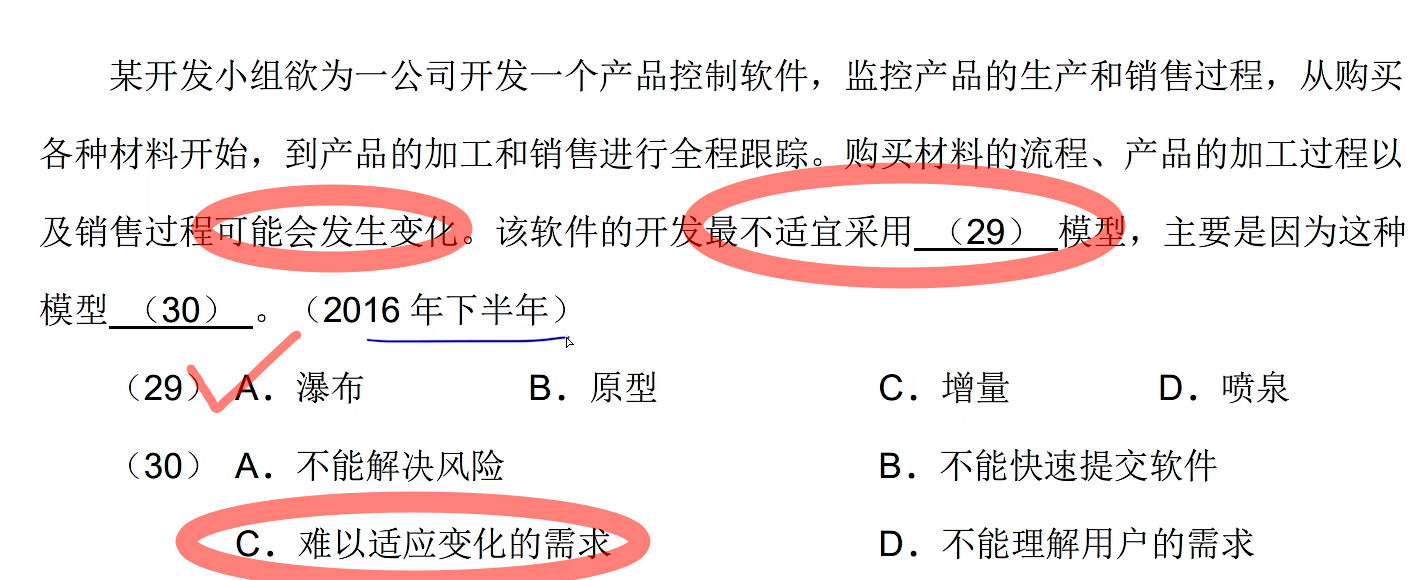 某开发小组欲为一公司开发一个产品控制软件，监控产品的生产和销售过程，从购买
各种材料开始，到产品的加工和销售进行全程跟踪。购买材料的流程、产品的加工过程以
及销售过程可能会发生变化。该软件的开发最不适宜采用（29）模型，主要是因为这种
模型（30）。（2016 年下半年）
（29） A．瀑布 B．原型 C．增量 D．喷泉
（30） A．不能解决风险 B．不能快速提交软件
C．难以适应变化的需求 D．不能理解用户的需求